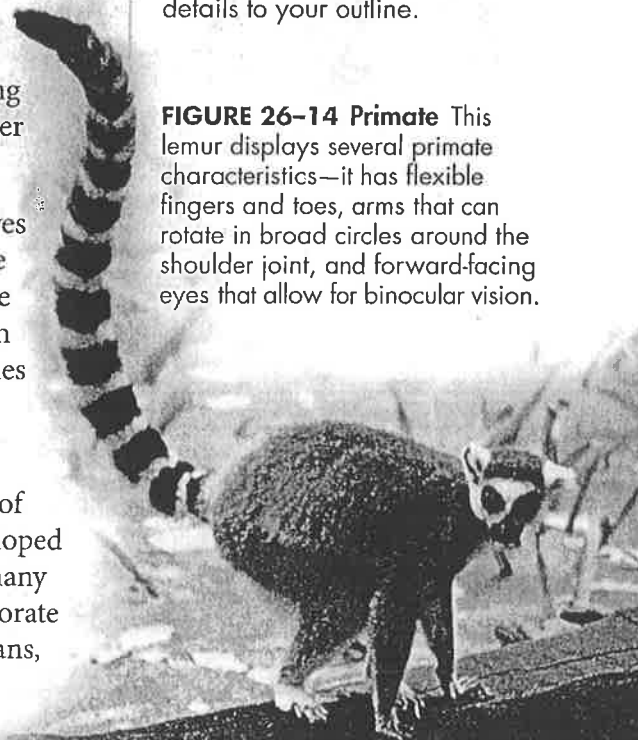 details to your outline.
FIGURE 26–14 Primate This
lemur displays several primate
characteristics—it has flexible
fingers and toes, arms that can
rotate in broad circles around the
shoulder joint, and forward-facing
eyes that allow for binocular vision.
of